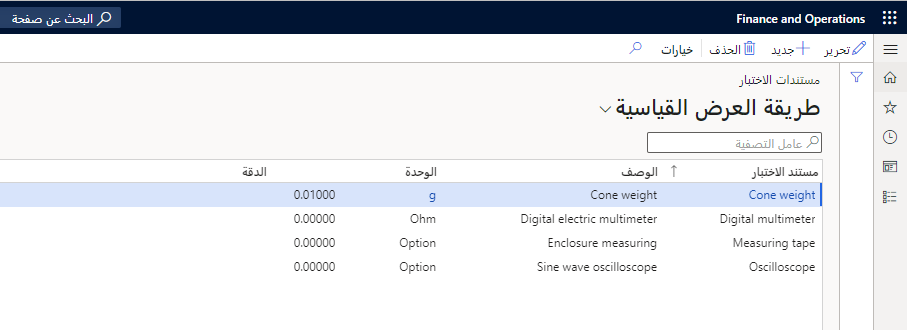 Finance and Operations البحث عن صفحة
تحرير جديد الحذف خيارات
مستندات الاختبار
طريقة العرض القياسية
عامل التصفية
مستند الاختبار الوصف الوحدة الدقة
Cone weight Cone weight g 0.01000
Digital multimeter Digital electric multimeter Ohm 0.00000
Measuring tape Enclosure measuring Option 0.00000
Oscilloscope Sine wave oscilloscope Option 0.00000